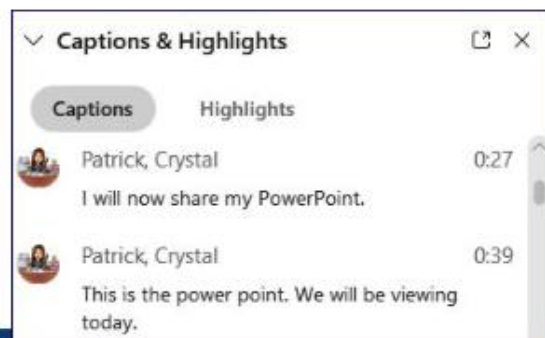 Captions & Highlights
Captions Highlights
Patrick, Crystal 0:27
I will now share my PowerPoint.
Patrick, Crystal 0:39
This is the power point. We will be viewing
today.